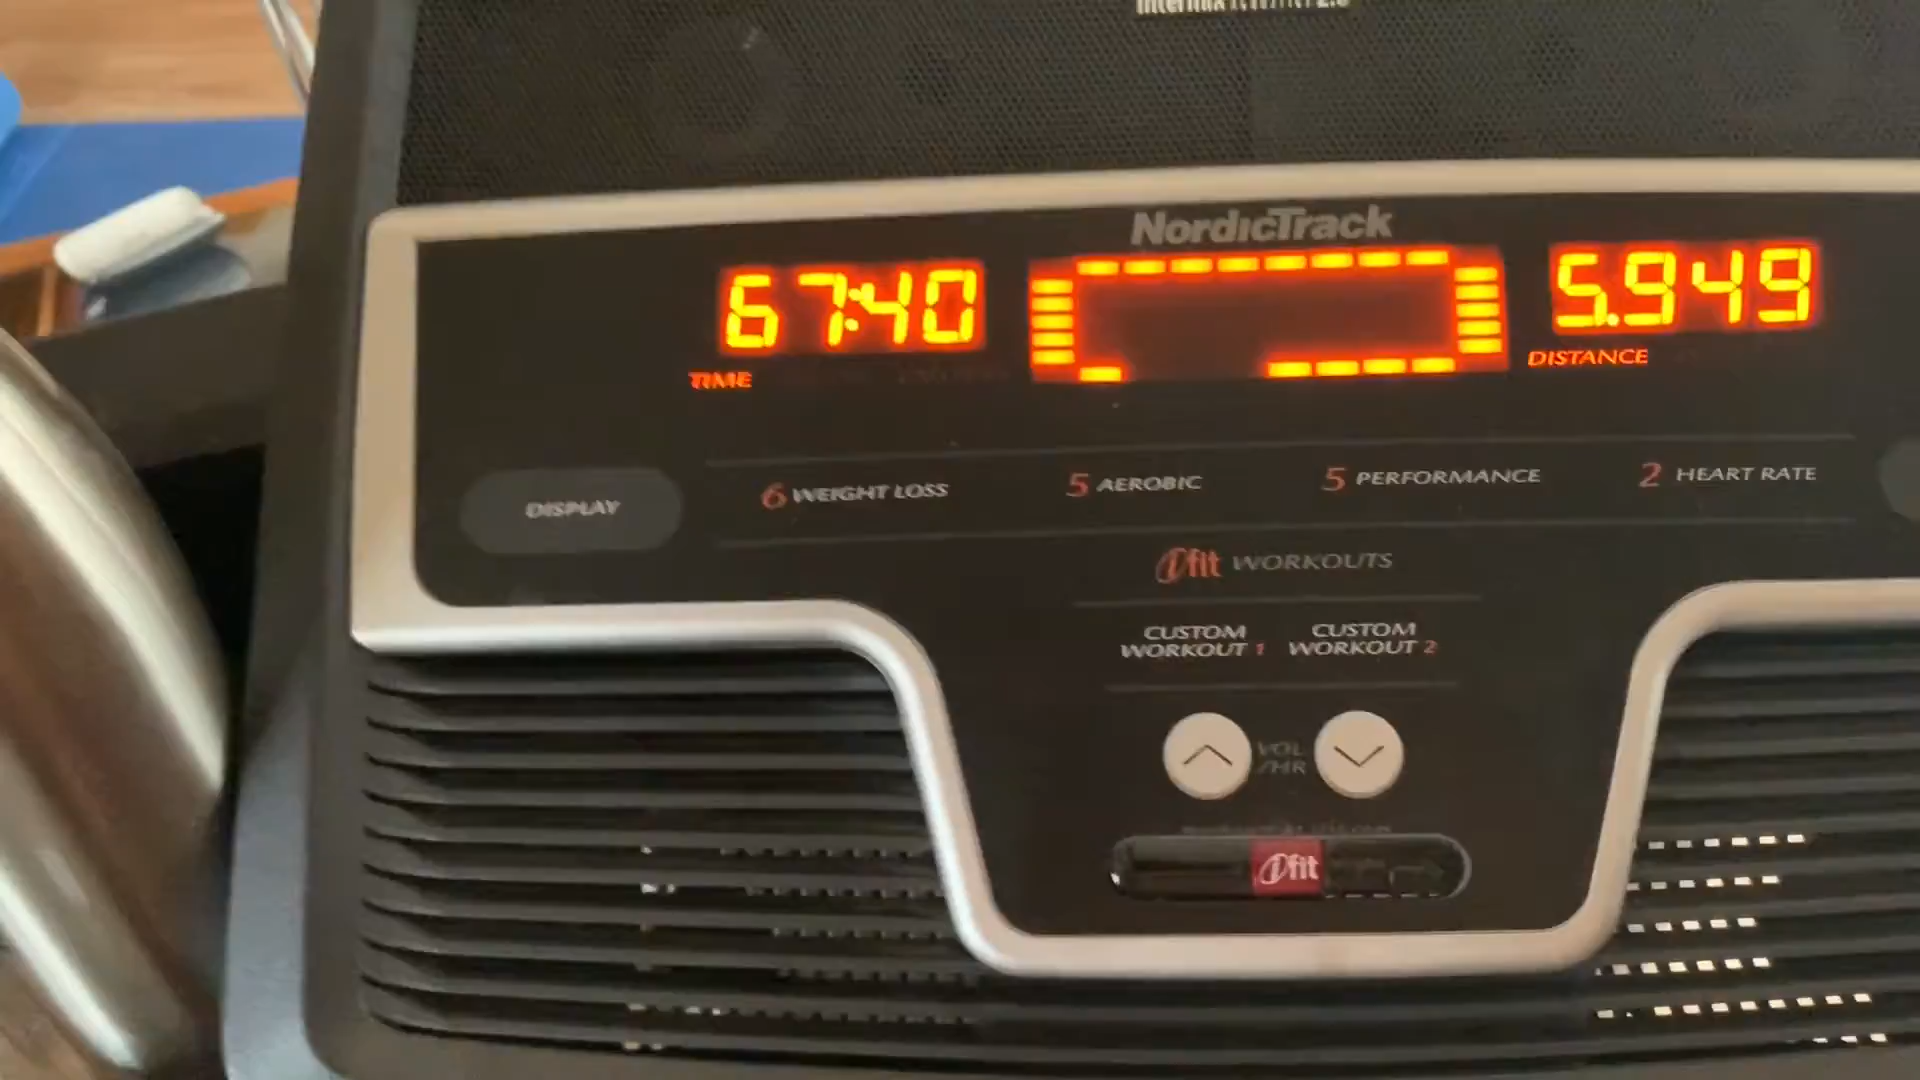 NordicTrack
67:40
5.949
TIME
DISTANCE
DISPLAY
6 WEIGHT LOSS
5 AEROBIC
5 PERFORMANCE
2 HEART RATE
ifit WORKOUTS
CUSTOM WORKOUT 1
CUSTOM WORKOUT 2
VOL
/HR
ifit